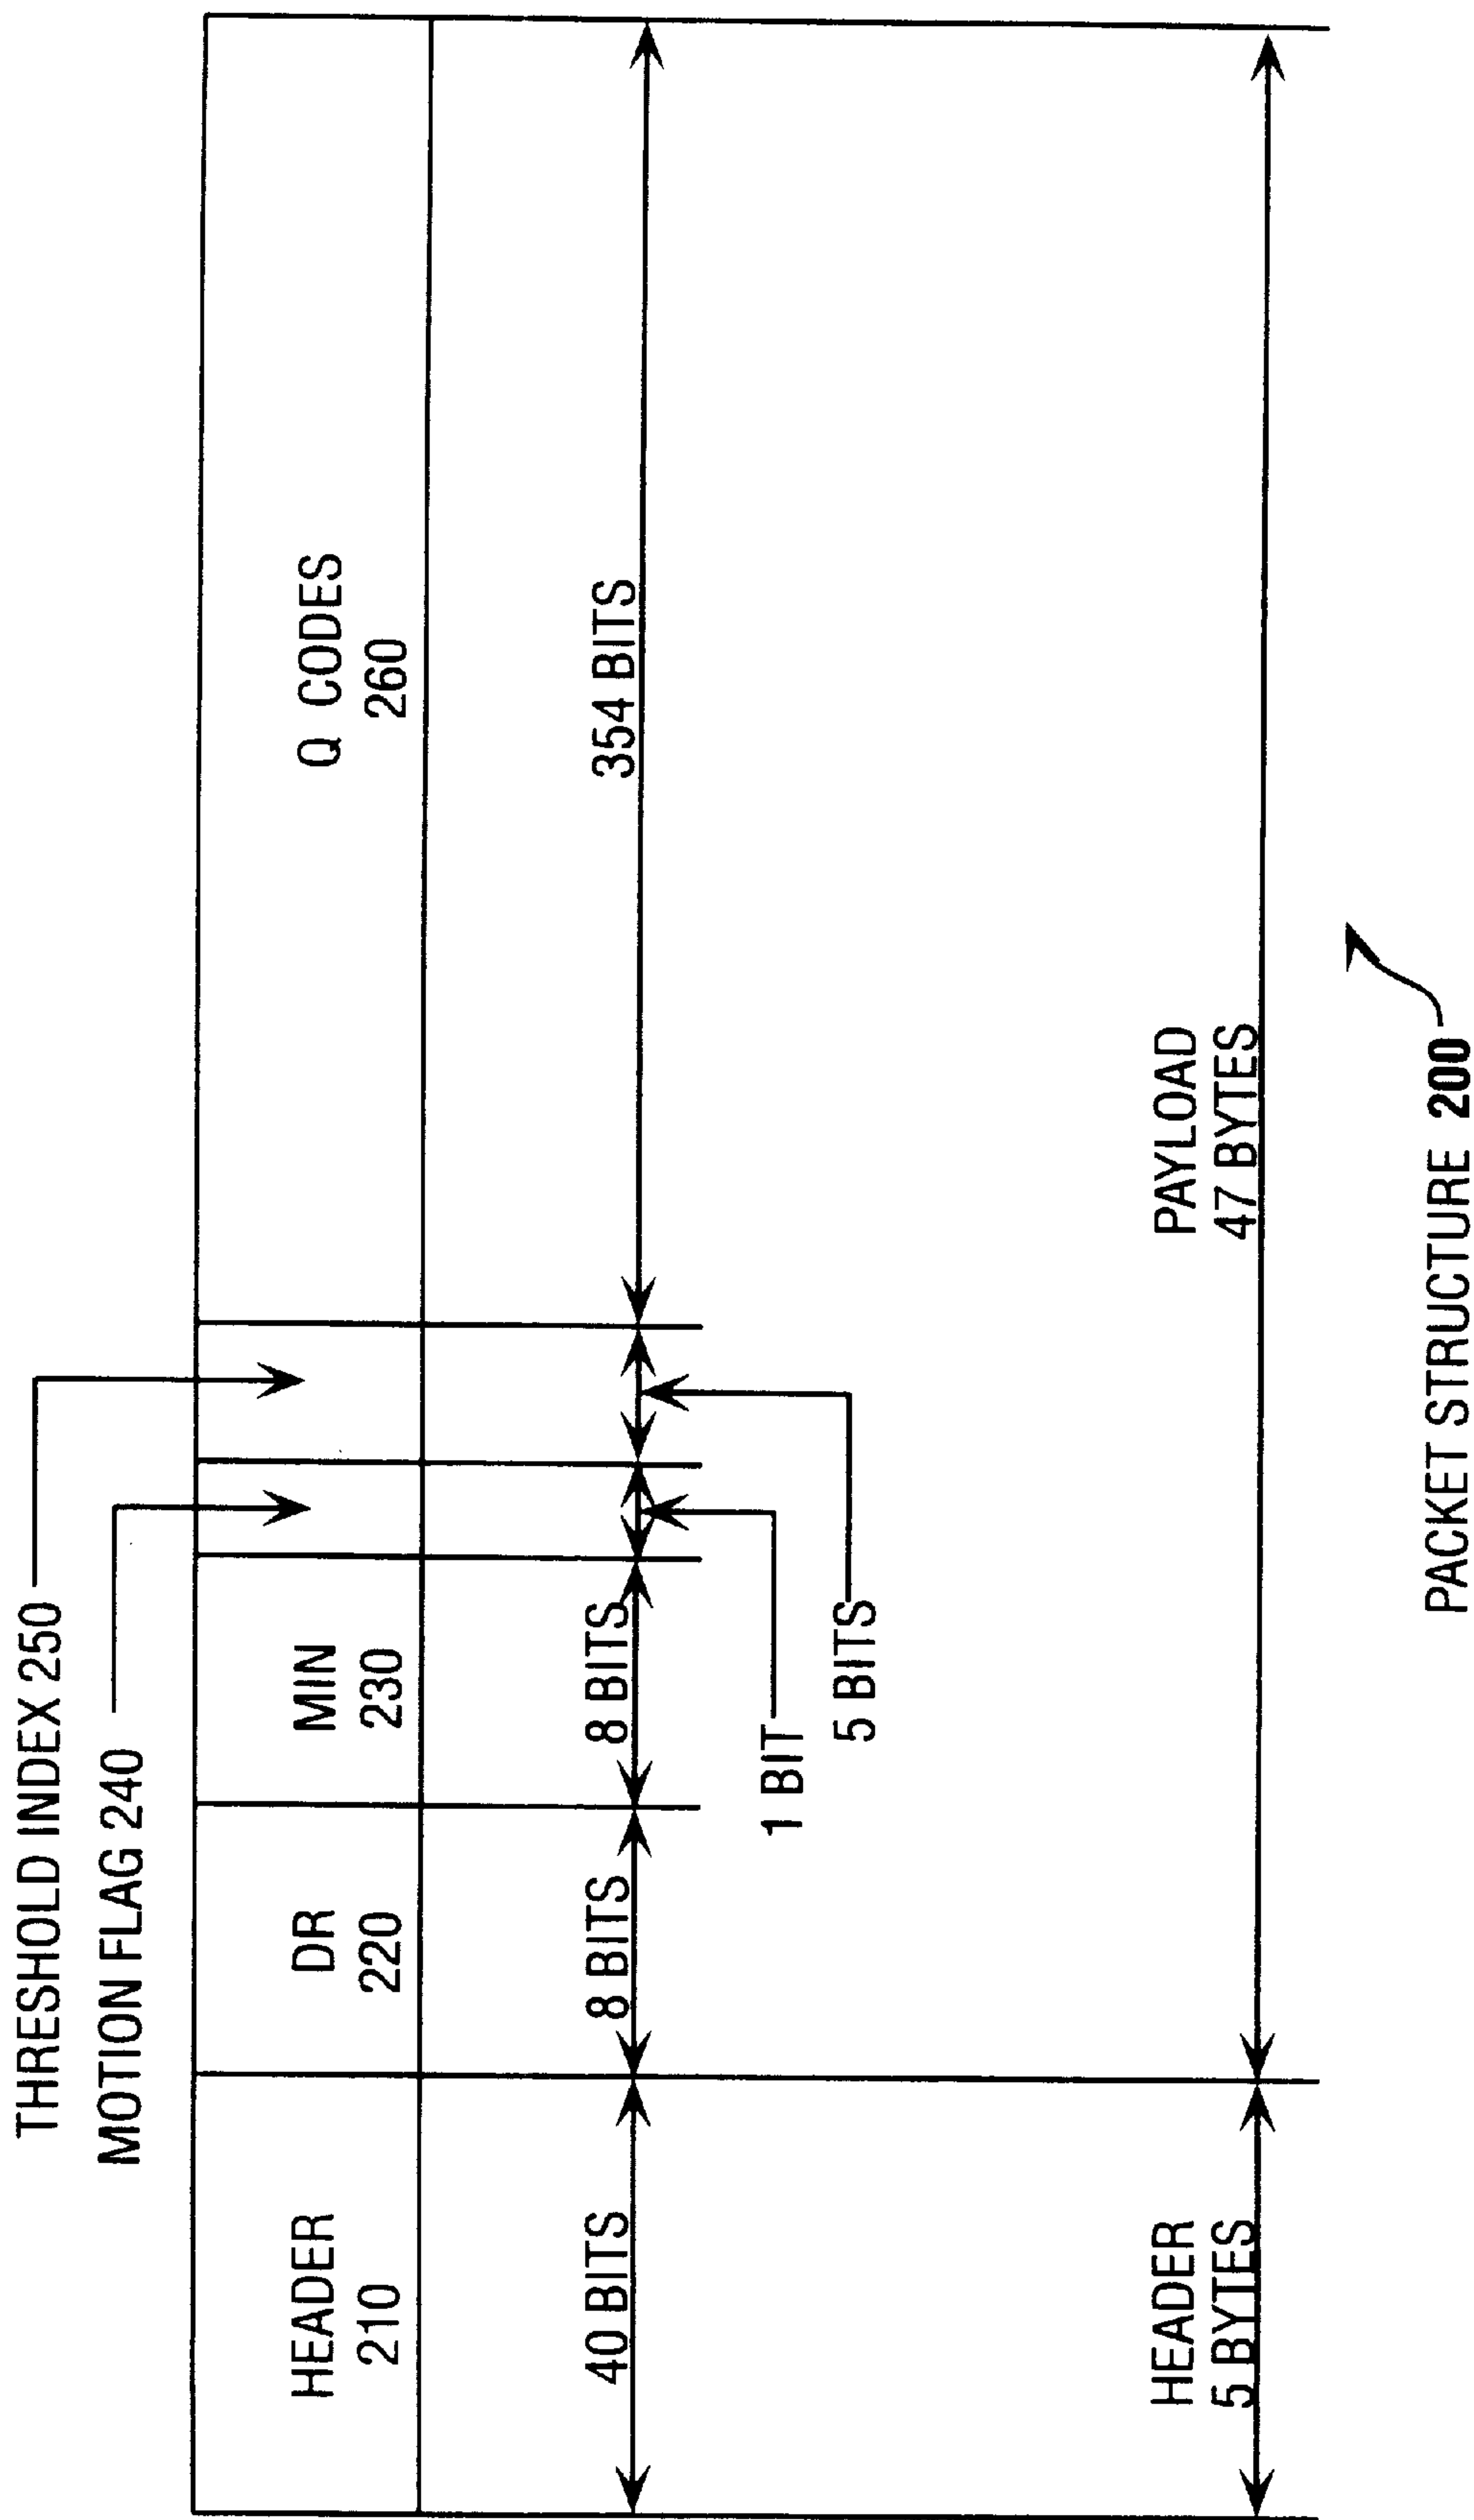 THRESHOLD INDEX 250
MOTION FLAG 240
HEADER
210
DR
220
MIN
230
Q CODES
260
40 BITS
8 BITS
8 BITS
354 BITS
1 BIT
5 BITS
HEADER
5 BYTES
PAYLOAD
47 BYTES
PACKET STRUCTURE 200